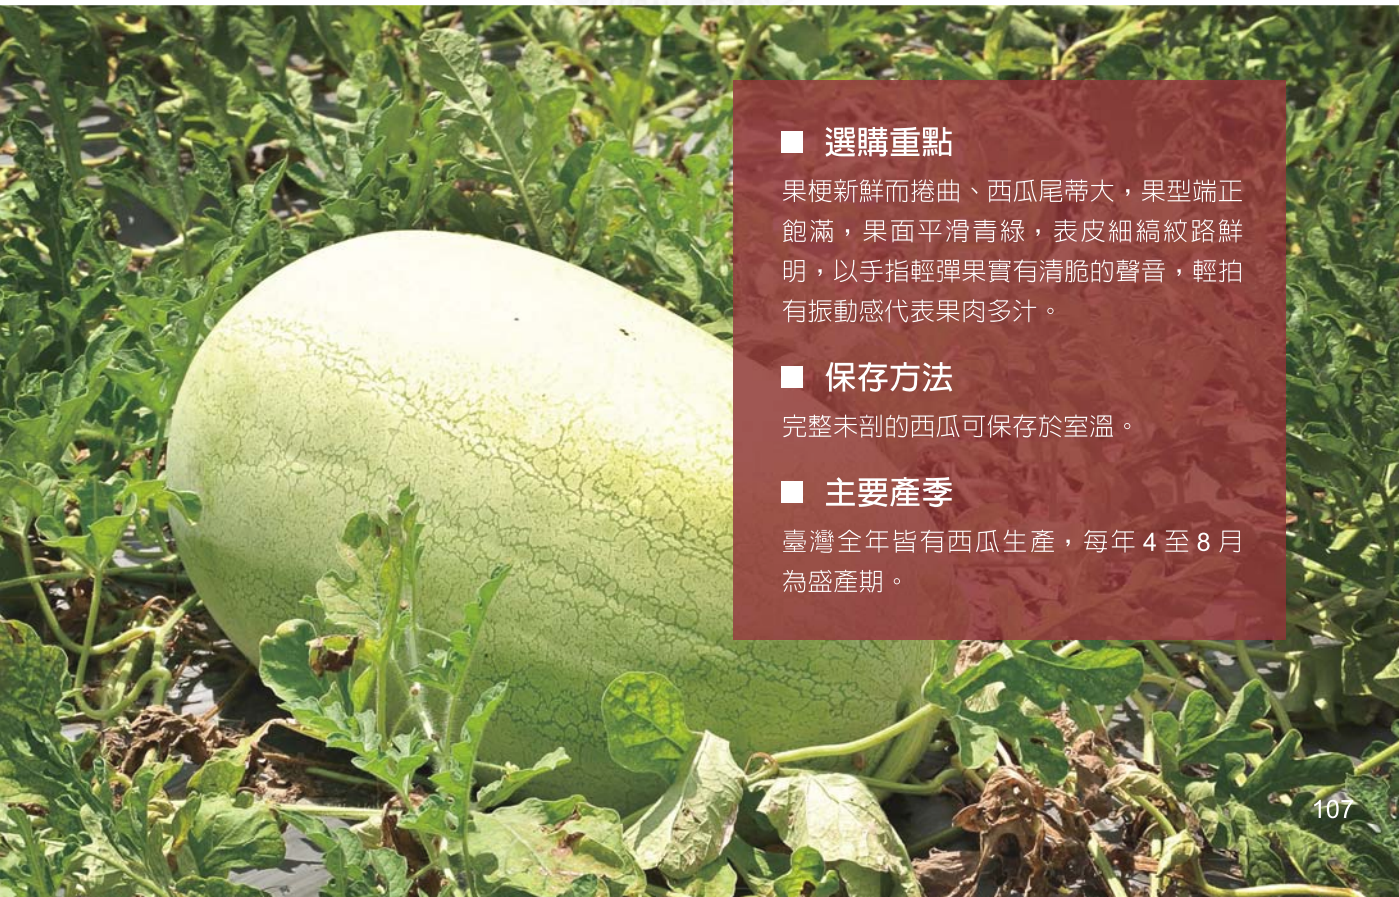 ■ 選購重點
果梗新鮮而捲曲、西瓜尾蒂大，果型端正
飽滿，果面平滑青綠，表皮細縞紋路鮮
明，以手指輕彈果實有清脆的聲音，輕拍
有振動感代表果肉多汁。
■ 保存方法
完整未剖的西瓜可保存於室溫。
■ 主要產季
臺灣全年皆有西瓜生產，每年 4 至 8 月
為盛產期。
107